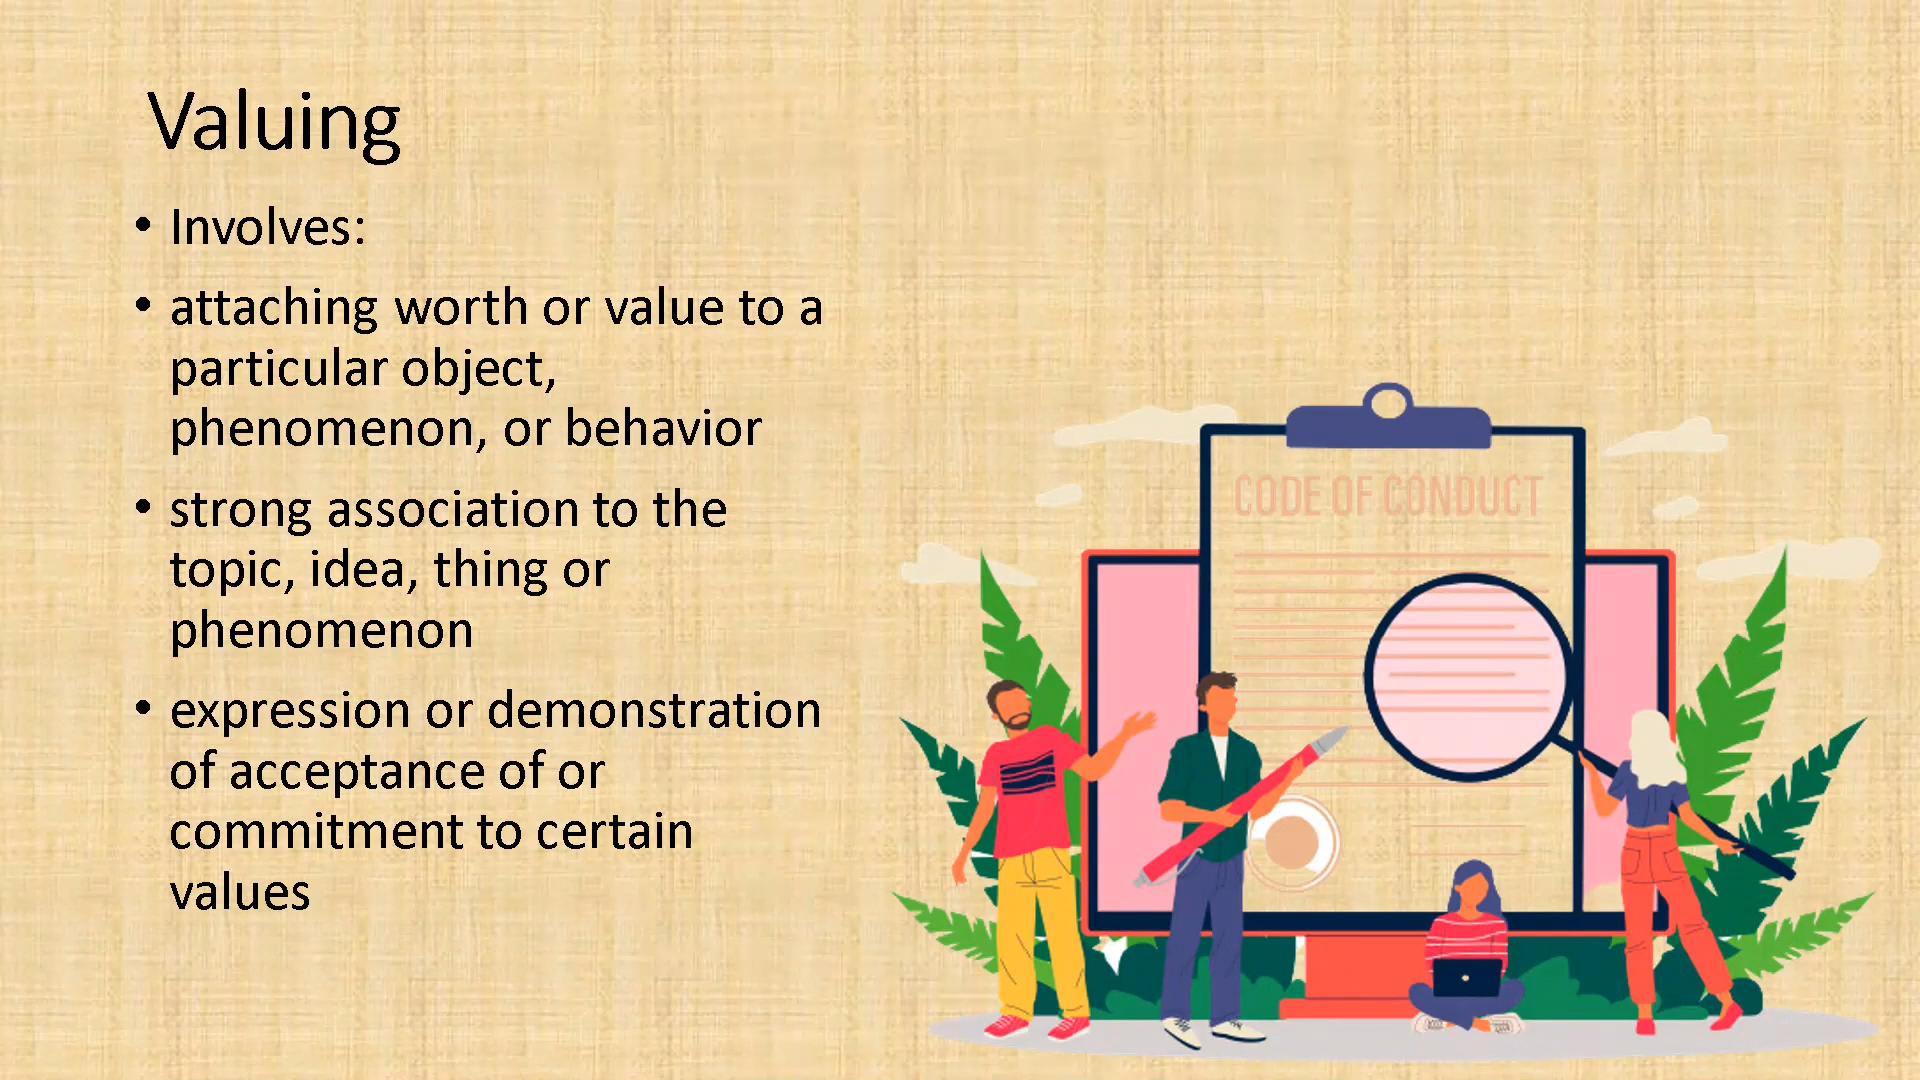 Valuing
• Involves:
• attaching worth or value to a
particular object,
phenomenon, or behavior
• strong association to the
topic, idea, thing or
phenomenon
• expression or demonstration
of acceptance of or
commitment to certain
values
CODE OF CONDUCT